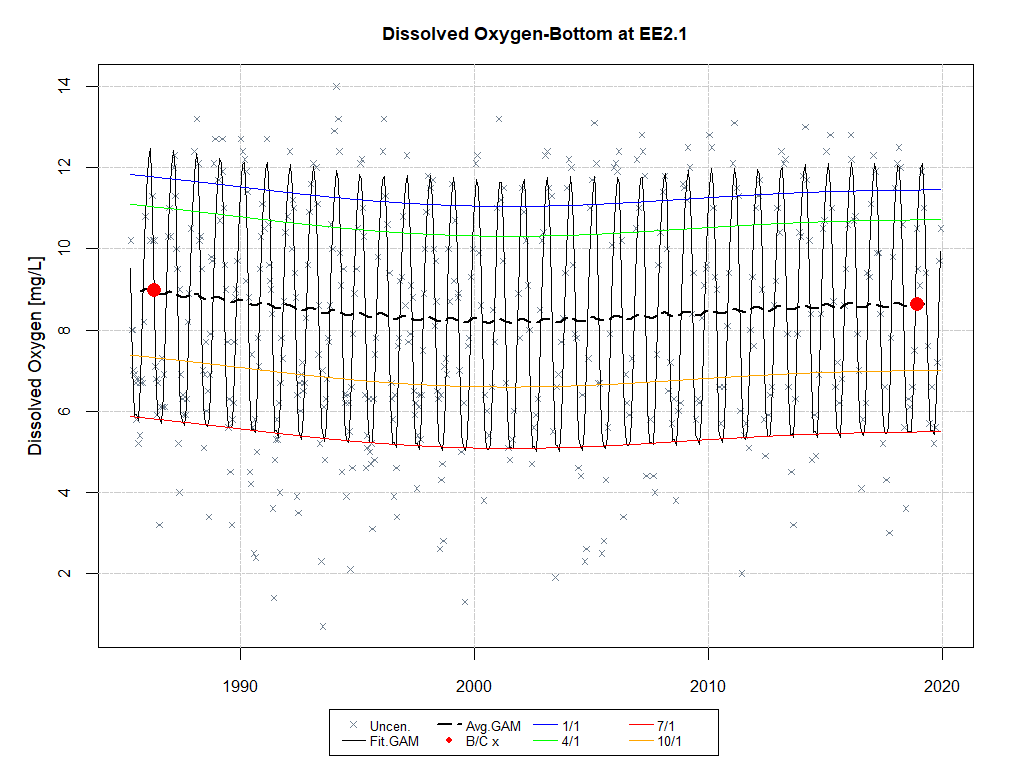 Dissolved Oxygen-Bottom at EE2.1
Dissolved Oxygen [mg/L]
14
12
10
8
6
4
2
1990 2000 2010 2020
Uncen. Avg.GAM 1/1 7/1
Fit.GAM B/C x 4/1 10/1